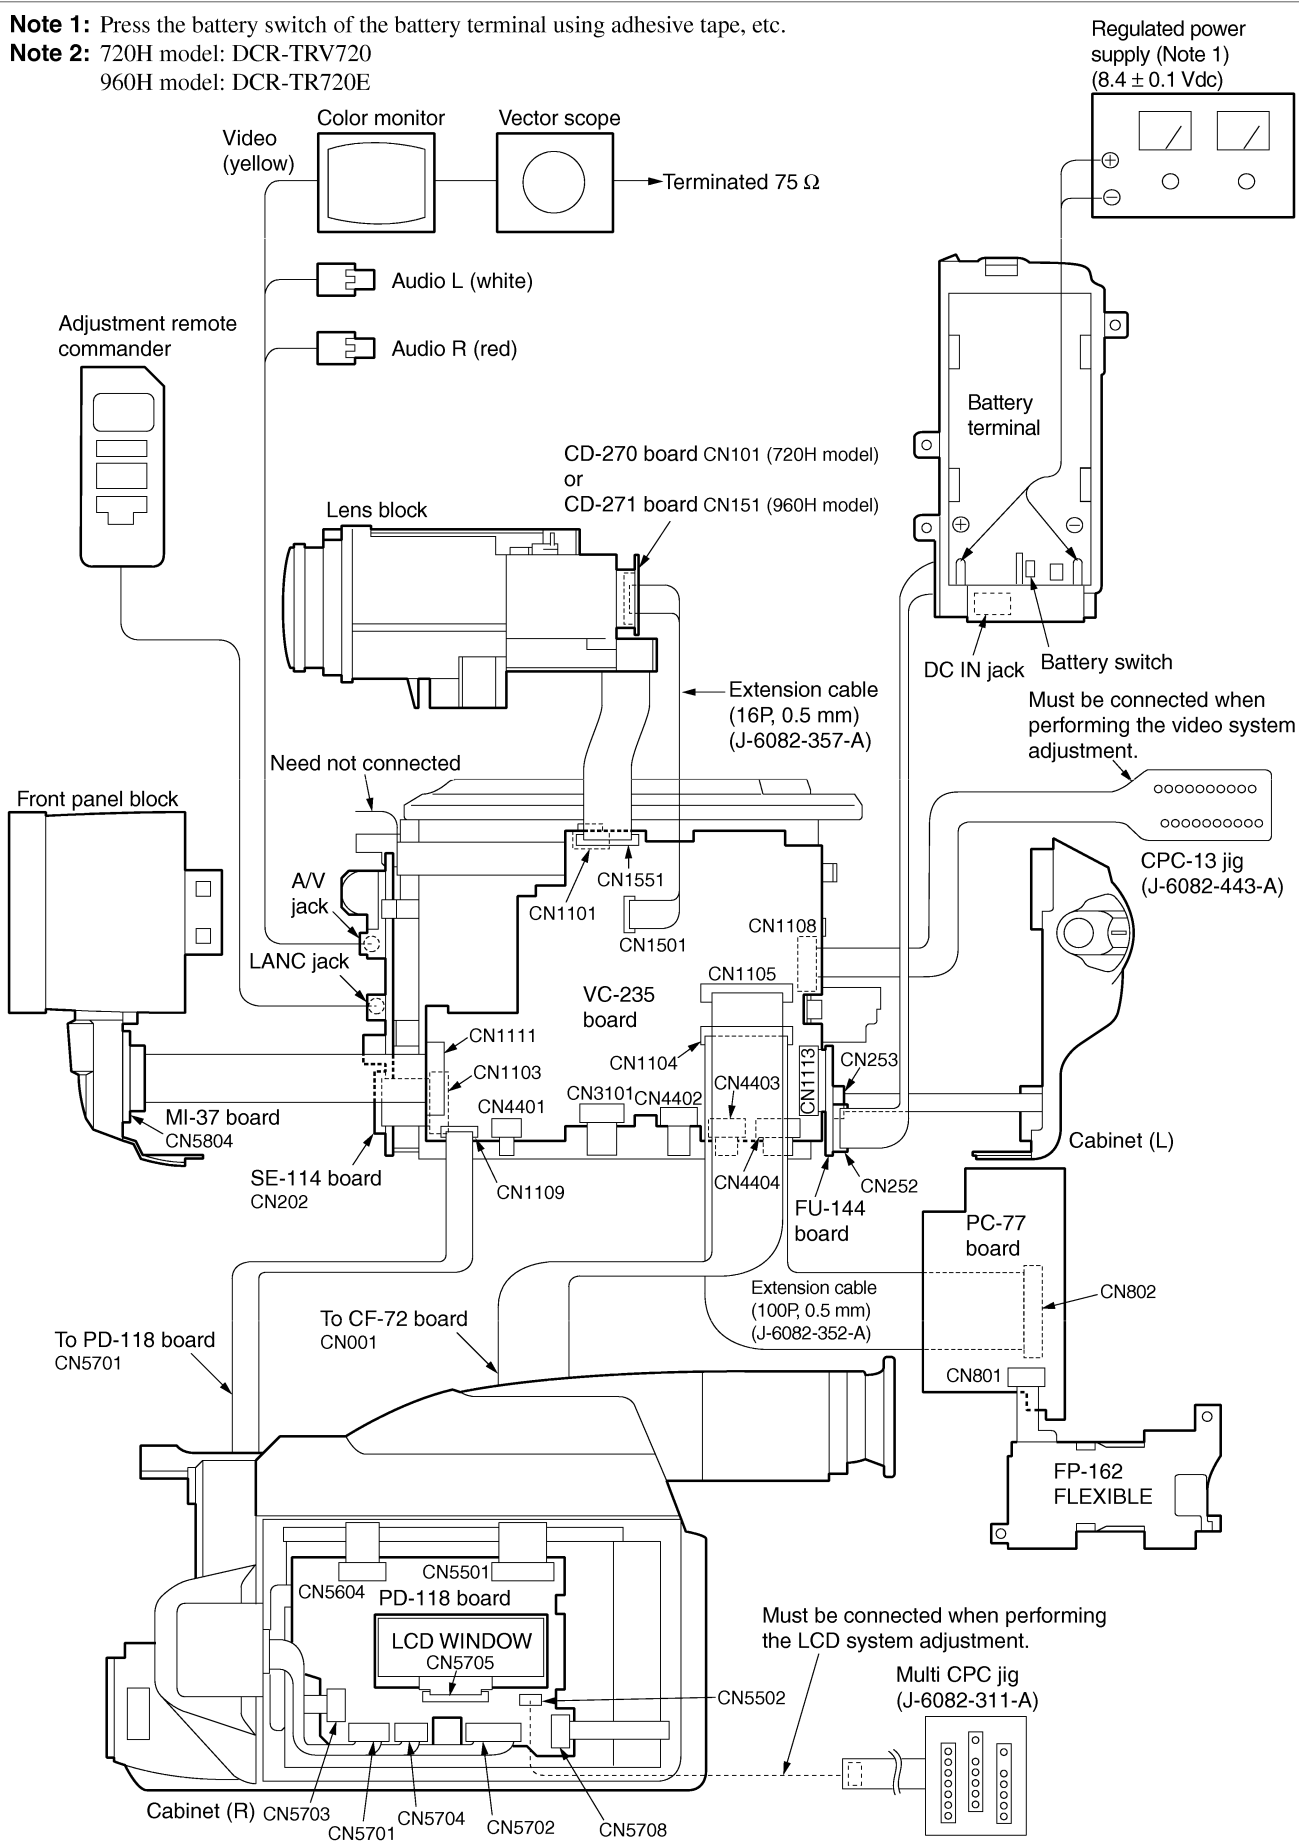 Note 1: Press the battery switch of the battery terminal using adhesive tape, etc.
Note 2: 720H model: DCR-TRV720
960H model: DCR-TR720E
Regulated power
supply (Note 1)
(8.4 ± 0.1 Vdc)
Color monitor
Vector scope
Video
(yellow)
Terminated 75 Ω
Audio L (white)
Audio R (red)
Adjustment remote
commander
Battery
terminal
CD-270 board CN101 (720H model)
or
CD-271 board CN151 (960H model)
Lens block
DC IN jack
Battery switch
Extension cable
(16P, 0.5 mm)
(J-6082-357-A)
Must be connected when
performing the video system
adjustment.
Need not connected
Front panel block
CPC-13 jig
(J-6082-443-A)
A/V
jack
CN1551
CN1101
CN1501
CN1108
LANC jack
CN1105
VC-235
board
CN1111
CN1104
CN1113
CN253
CN1103
CN4403
CN3101
CN4402
CN4401
MI-37 board
CN5804
Cabinet (L)
SE-114 board
CN202
CN1109
CN4404
CN252
FU-144
board
PC-77
board
Extension cable
(100P, 0.5 mm)
(J-6082-352-A)
CN802
To CF-72 board
CN001
To PD-118 board
CN5701
CN801
FP-162
FLEXIBLE
CN5501
CN5604
PD-118 board
LCD WINDOW
CN5705
Must be connected when performing
the LCD system adjustment.
Multi CPC jig
(J-6082-311-A)
CN5502
Cabinet (R)
CN5703
CN5701
CN5704
CN5702
CN5708